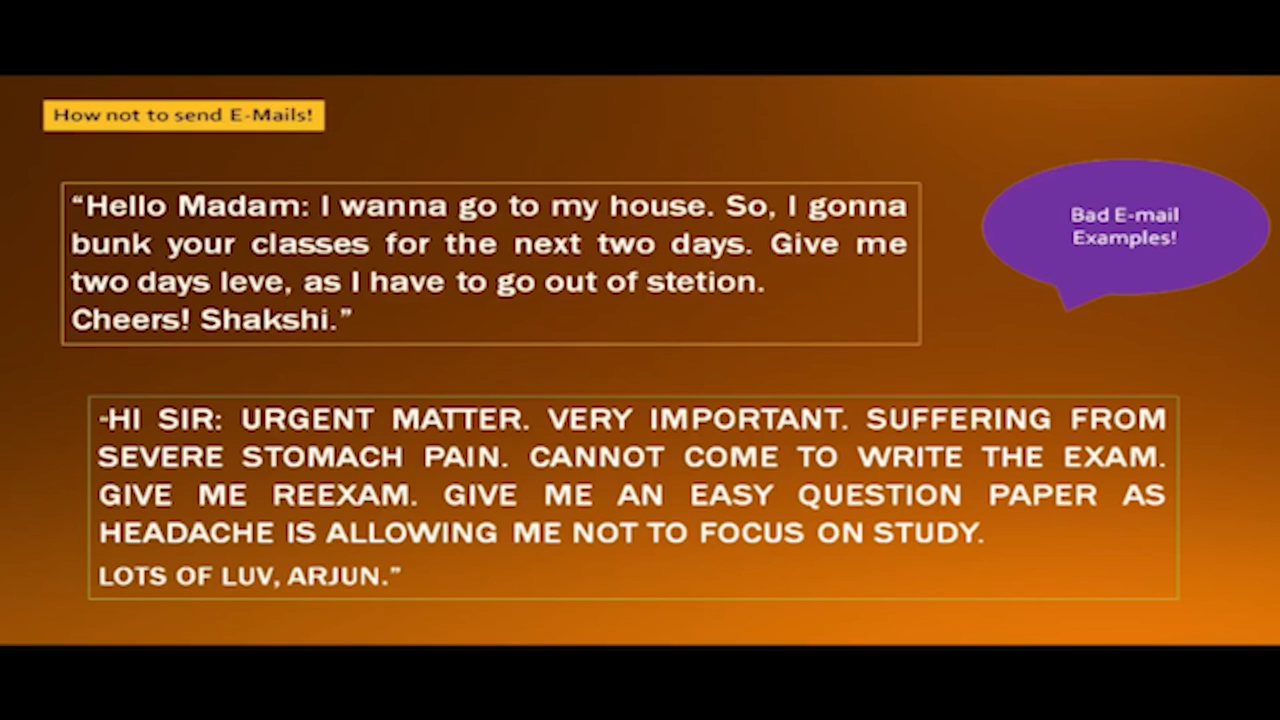 How not to send E-Mails!
“Hello Madam: I wanna go to my house. So, I gonna
bunk your classes for the next two days. Give me
two days leve, as I have to go out of stetion.
Cheers! Shakshi.”
Bad E-mail
Examples!
-HI SIR: URGENT MATTER. VERY IMPORTANT. SUFFERING FROM
SEVERE STOMACH PAIN. CANNOT COME TO WRITE THE EXAM.
GIVE ME REEXAM. GIVE ME AN EASY QUESTION PAPER AS
HEADACHE IS ALLOWING ME NOT TO FOCUS ON STUDY.
LOTS OF LUV, ARJUN.”